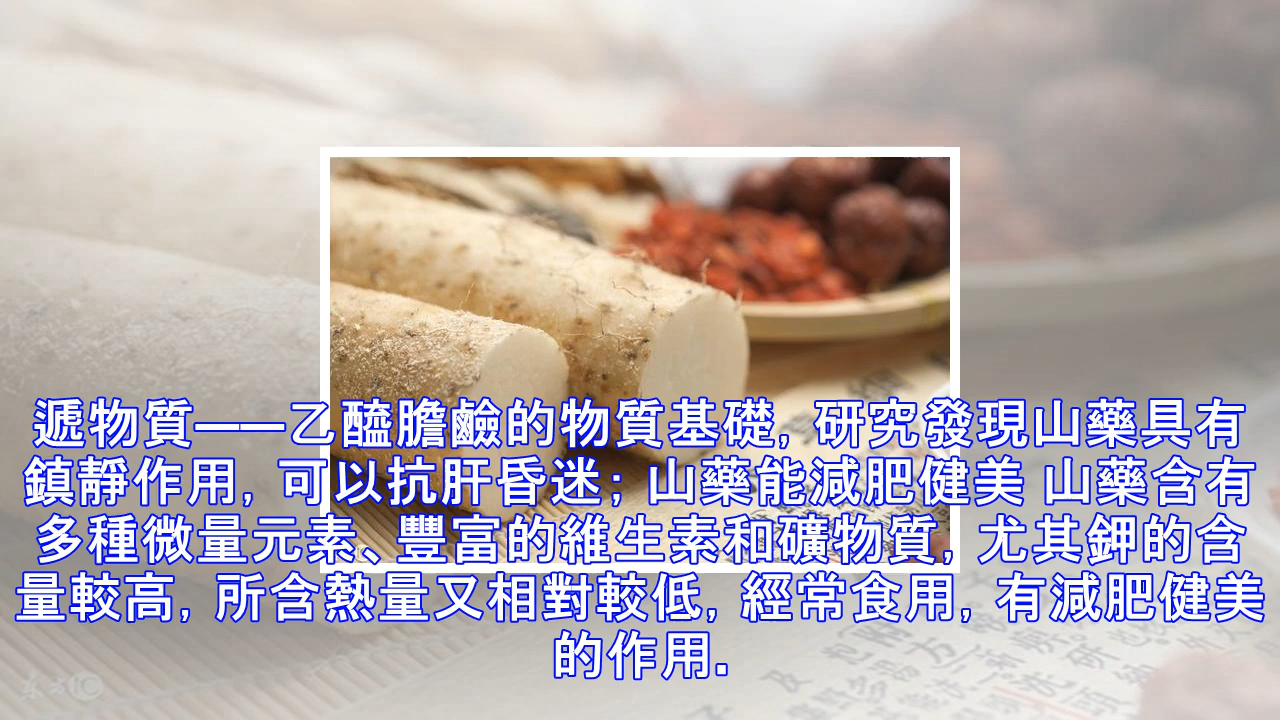 遞物質——乙醯膽鹼的物質基礎, 研究發現山藥具有
鎮靜作用, 可以抗肝昏迷; 山藥能減肥健美 山藥含有
多種微量元素、豐富的維生素和礦物質, 尤其鉀的含
量較高, 所含熱量又相對較低, 經常食用, 有減肥健美
的作用.